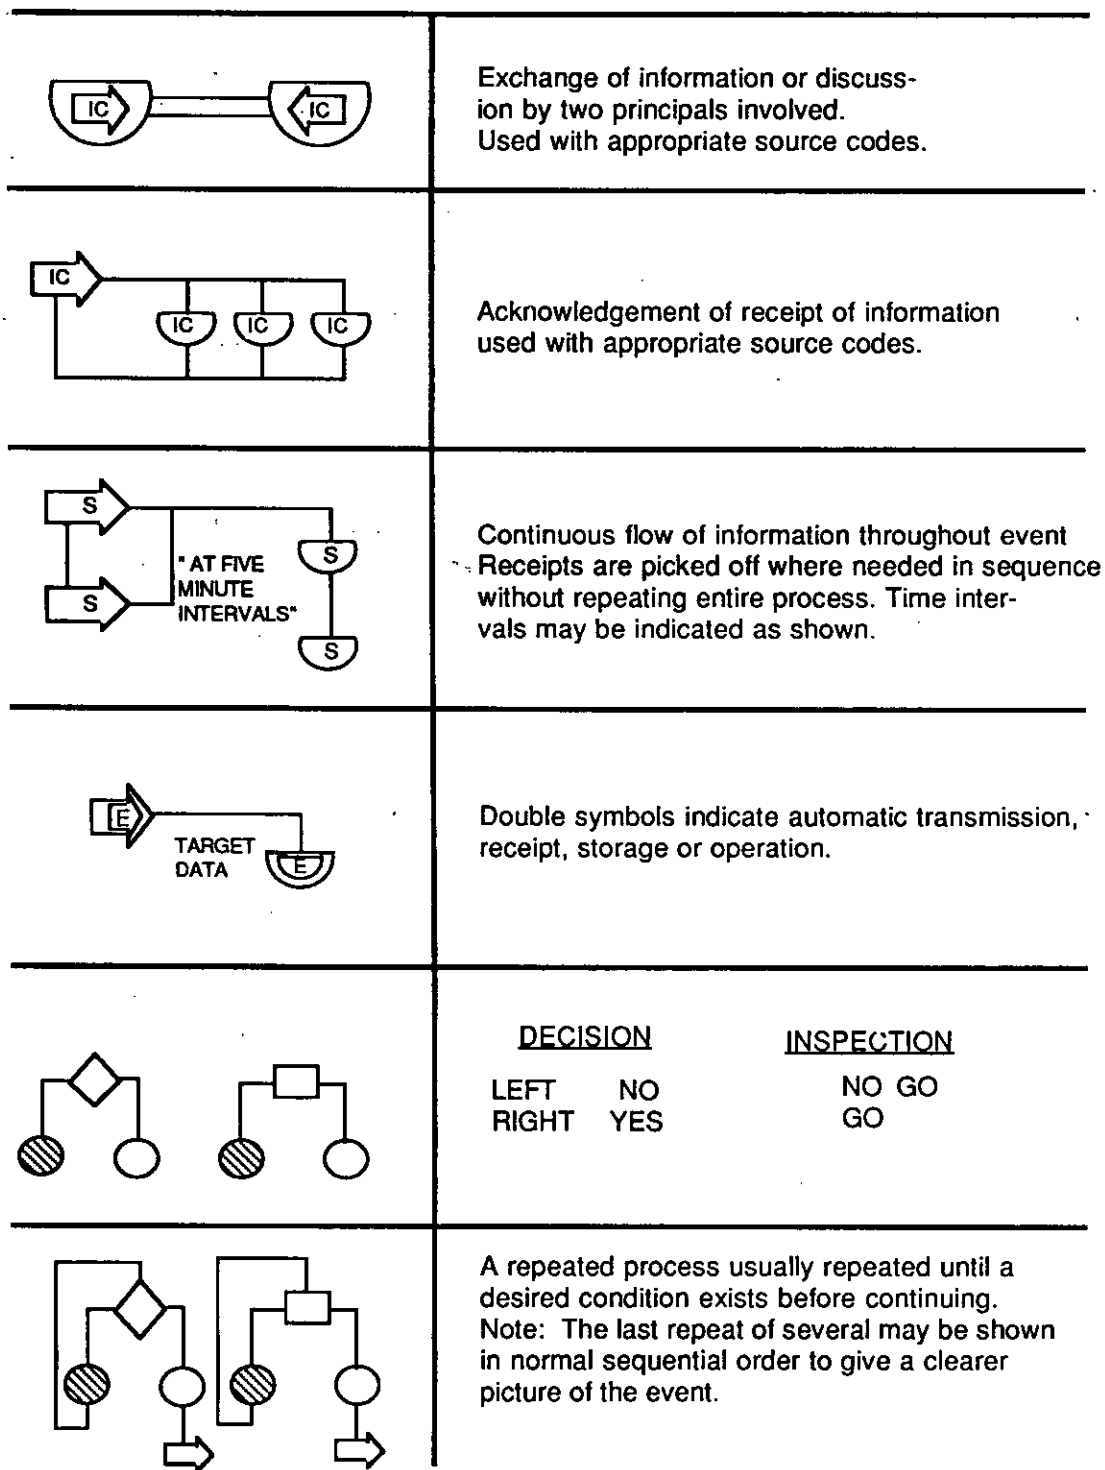 IC
IC
Exchange of information or discuss-
ion by two principals involved.
Used with appropriate source codes.
IC
IC
IC
IC
Acknowledgement of receipt of information
used with appropriate source codes.
S
S
S
S
" AT FIVE
MINUTE
INTERVALS"
Continuous flow of information throughout event
Receipts are picked off where needed in sequence
without repeating entire process. Time inter-
vals may be indicated as shown.
E
E
TARGET
DATA
Double symbols indicate automatic transmission,
receipt, storage or operation.
DECISION INSPECTION
LEFT NO NO GO
RIGHT YES GO
A repeated process usually repeated until a
desired condition exists before continuing.
Note: The last repeat of several may be shown
in normal sequential order to give a clearer
picture of the event.